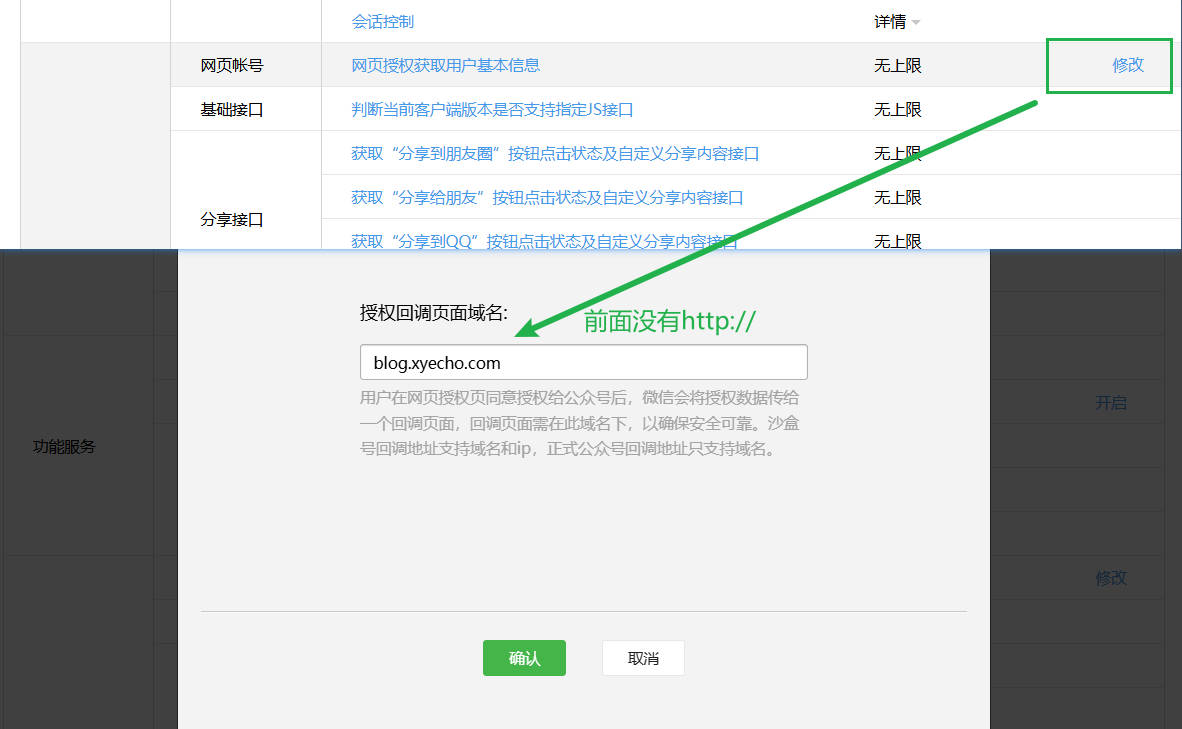 会话控制 详情
网页帐号 网页授权获取用户基本信息 无上限 修改
基础接口 判断当前客户端版本是否支持指定JS接口 无上限
获取“分享到朋友圈”按钮点击状态及自定义分享内容接口 无上限
获取“分享给朋友”按钮点击状态及自定义分享内容接口 无上限
分享接口
获取“分享到QQ”按钮点击状态及自定义分享内容接口 无上限
授权回调页面域名:
前面没有http://
blog.xyecho.com
用户在网页授权页同意授权给公众号后，微信会将授权数据传给
一个回调页面，回调页面需在此域名下，以确保安全可靠。沙盒
号回调地址支持域名和ip，正式公众号回调地址只支持域名。
开启
功能服务
修改
确认 取消